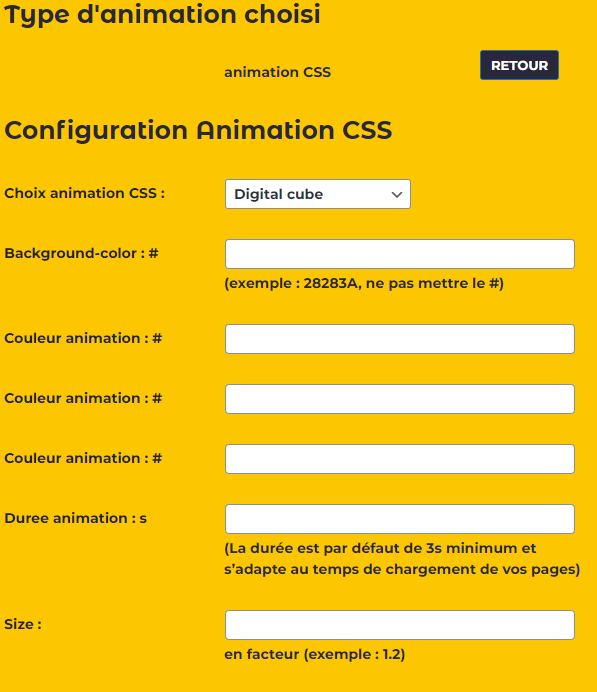 Type d'animation choisi
animation CSS
RETOUR
Configuration Animation CSS
Choix animation CSS :
Digital cube
Background-color : #
(exemple : 28283A, ne pas mettre le #)
Couleur animation : #
Couleur animation : #
Couleur animation : #
Duree animation : s
(La durée est par défaut de 3s minimum et
s’adapte au temps de chargement de vos pages)
Size :
en facteur (exemple : 1.2)